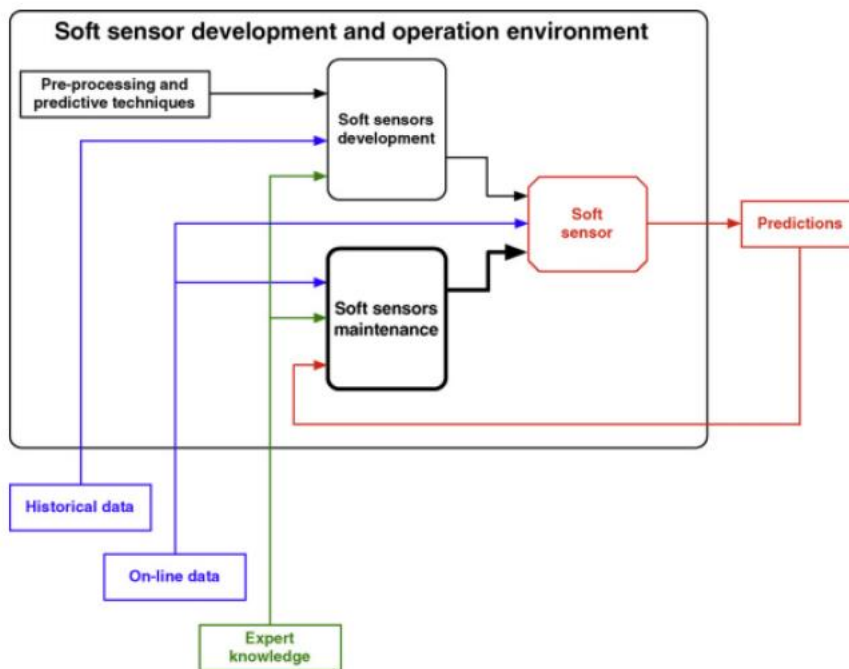 Soft sensor development and operation environment
Pre-processing and
predictive techniques
Soft sensors
development
Soft
sensor
Predictions
Soft sensors
maintenance
Historical data
On-line data
Expert
knowledge